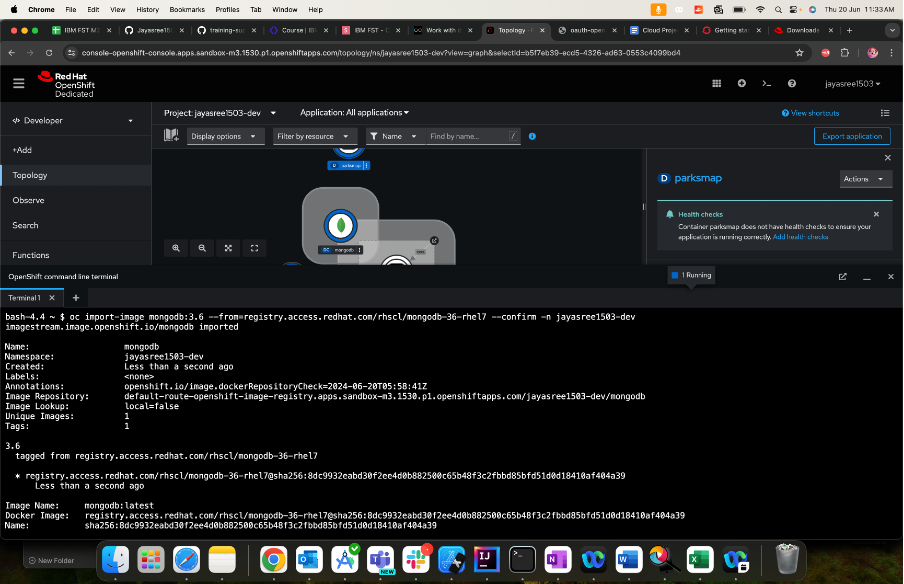 Chrome File Edit View History Bookmarks Profiles Tab Window Help Thu 20 Jun 11:33 AM
IBM FST M3 Jayasree15 training-su Course | IB IBM FST - C Work with Topology oauth-open Cloud Proje Getting sta Downloads
console-openshift-console.apps.sandbox-m3.1530.p1.openshiftapps.com/topology/ns/jayasree1503-dev?view=graph&selectId=b5f7eb39-ecd5-4326-ad63-0553c4099bd4
Red Hat
OpenShift
Dedicated
jayasree1503
</> Developer
Project: jayasree1503-dev Application: All applications
View shortcuts
Display options Filter by resource Name Find by name... /
Export application
+Add
Topology
Observe
Search
Functions
D parksmap
DC mongodb
D parksmap
Actions
Health checks
Container parksmap does not have health checks to ensure your
application is running correctly. Add health checks
OpenShift command line terminal
1 Running
Terminal 1
bash-4.4 ~ $ oc import-image mongodb:3.6 --from=registry.access.redhat.com/rhscl/mongodb-36-rhel7 --confirm -n jayasree1503-dev
imagestream.image.openshift.io/mongodb imported
Name: mongodb
Namespace: jayasree1503-dev
Created: Less than a second ago
Labels: <none>
Annotations: openshift.io/image.dockerRepositoryCheck=2024-06-20T05:58:41Z
Image Repository: default-route-openshift-image-registry.apps.sandbox-m3.1530.p1.openshiftapps.com/jayasree1503-dev/mongodb
Image Lookup: local=false
Unique Images: 1
Tags: 1
3.6
tagged from registry.access.redhat.com/rhscl/mongodb-36-rhel7
* registry.access.redhat.com/rhscl/mongodb-36-rhel7@sha256:8dc9932eabd30f2ee4d0b882500c65b48f3c2fbbd85bfd51d0d18410af404a39
Less than a second ago
Image Name: mongodb:latest
Docker Image: registry.access.redhat.com/rhscl/mongodb-36-rhel7@sha256:8dc9932eabd30f2ee4d0b882500c65b48f3c2fbbd85bfd51d0d18410af404a39
Name: sha256:8dc9932eabd30f2ee4d0b882500c65b48f3c2fbbd85bfd51d0d18410af404a39
New Folder
NEW